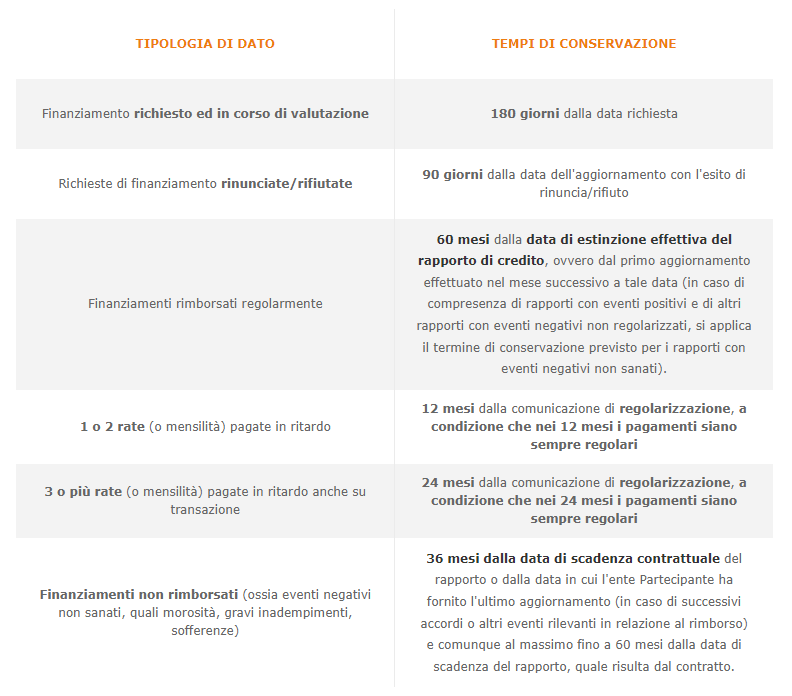 TIPOLOGIA DI DATO
TEMPI DI CONSERVAZIONE
Finanziamento richiesto ed in corso di valutazione
180 giorni dalla data richiesta
Richieste di finanziamento rinunciate/rifiutate
90 giorni dalla data dell'aggiornamento con l'esito di
rinuncia/rifiuto
Finanziamenti rimborsati regolarmente
60 mesi dalla data di estinzione effettiva del
rapporto di credito, ovvero dal primo aggiornamento
effettuato nel mese successivo a tale data (in caso di
compresenza di rapporti con eventi positivi e di altri
rapporti con eventi negativi non regolarizzati, si applica
il termine di conservazione previsto per i rapporti con
eventi negativi non sanati).
1 o 2 rate (o mensilità) pagate in ritardo
12 mesi dalla comunicazione di regolarizzazione, a
condizione che nei 12 mesi i pagamenti siano
sempre regolari
3 o più rate (o mensilità) pagate in ritardo anche su
transazione
24 mesi dalla comunicazione di regolarizzazione, a
condizione che nei 24 mesi i pagamenti siano
sempre regolari
Finanziamenti non rimborsati (ossia eventi negativi
non sanati, quali morosità, gravi inadempimenti,
sofferenze)
36 mesi dalla data di scadenza contrattuale del
rapporto o dalla data in cui l'ente Partecipante ha
fornito l'ultimo aggiornamento (in caso di successivi
accordi o altri eventi rilevanti in relazione al rimborso)
e comunque al massimo fino a 60 mesi dalla data di
scadenza del rapporto, quale risulta dal contratto.